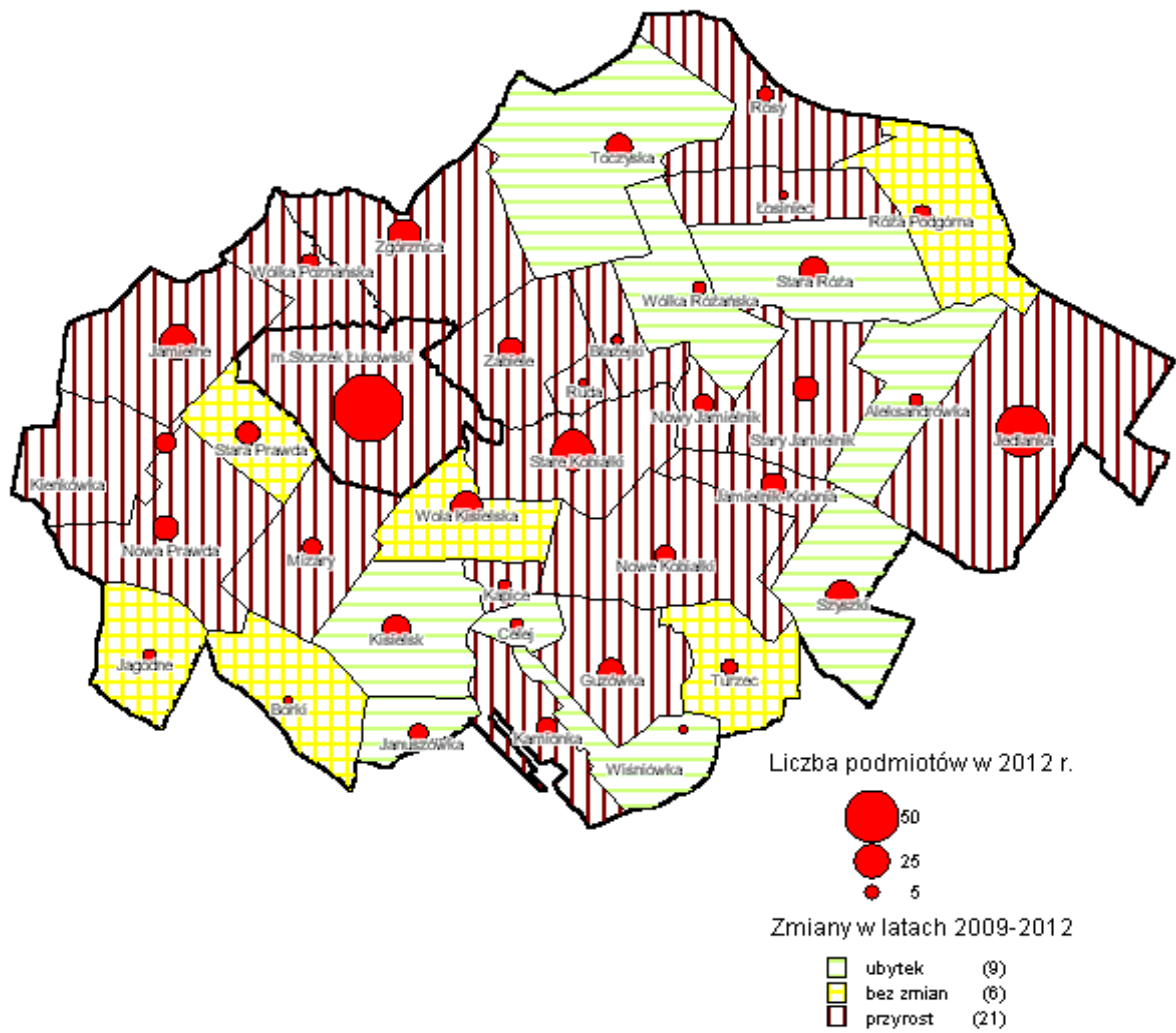 Rosy
Toczyska
Łosiniec
Róża Podgórna
Zgórznica
Wólka Poznańska
Stara Róża
Wólka Różańska
Jamielne
m.Stoczek Łukowski
Zabiele
Błażejki
Ruda
Nowy Jamielnik
Aleksandrówka
Stara Prawda
Stary Jamielnik
Jedlanka
Stare Kobiałki
Kieńkówka
Jamielnik-Kolonia
Wola Kisielska
Nowa Prawda
Mizary
Nowe Kobiałki
Kapice
Szyszki
Celej
Kisielsk
Jagodne
Guzówka
Turzec
Borki
Januszówka
Kamionka
Wiśniówka
Liczba podmiotów w 2012 r.
50
25
5
Zmiany w latach 2009-2012
ubytek (9)
bez zmian (6)
przyrost (21)